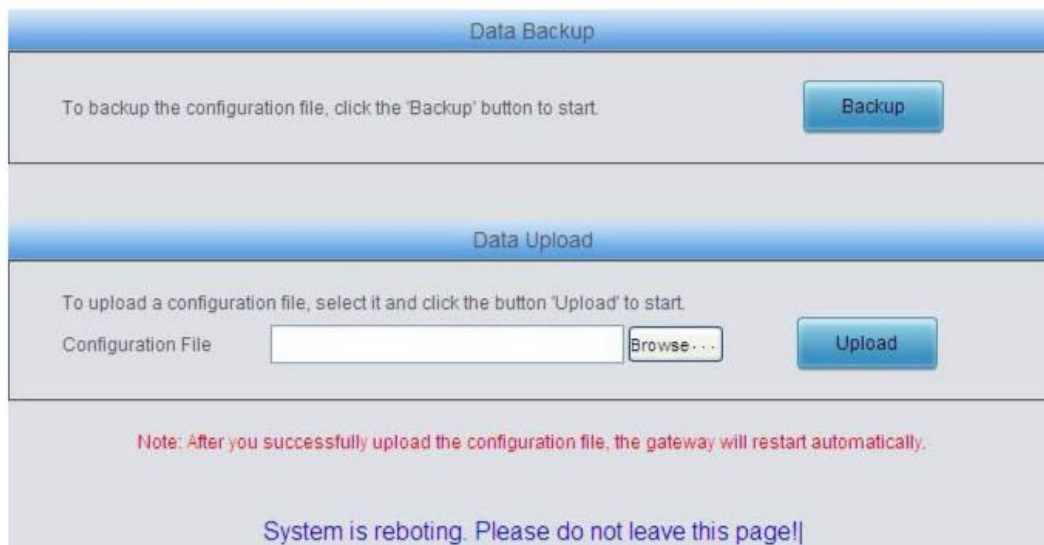 Data Backup
To backup the configuration file, click the 'Backup' button to start.
Backup
Data Upload
To upload a configuration file, select it and click the button 'Upload' to start.
Configuration File
Browse...
Upload
Note: After you successfully upload the configuration file, the gateway will restart automatically.
System is reboting. Please do not leave this page!